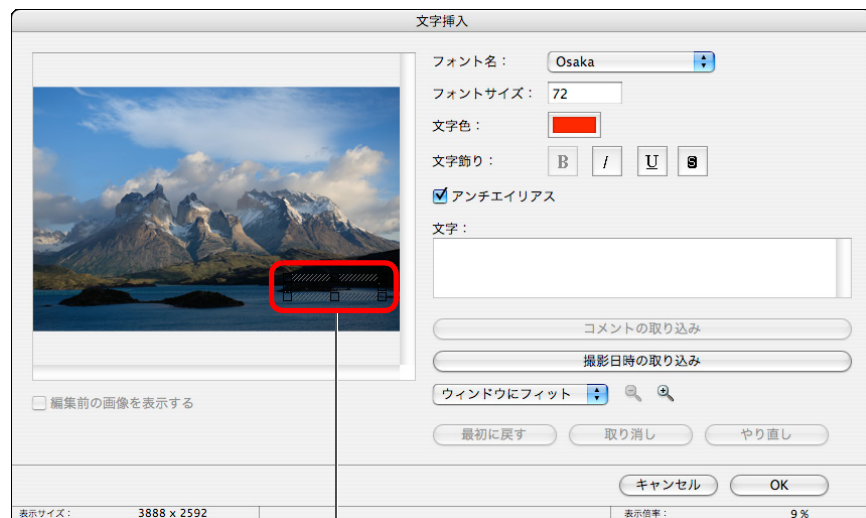 文字挿入
フォント名：
Osaka
フォントサイズ：
72
文字色：
文字飾り：
B I U S
アンチエイリアス
文字：
コメントの取り込み
撮影日時の取り込み
ウィンドウにフィット
編集前の画像を表示する
最初に戻す
取り消し
やり直し
キャンセル
OK
表示サイズ：
3888 x 2592
表示倍率：
9%